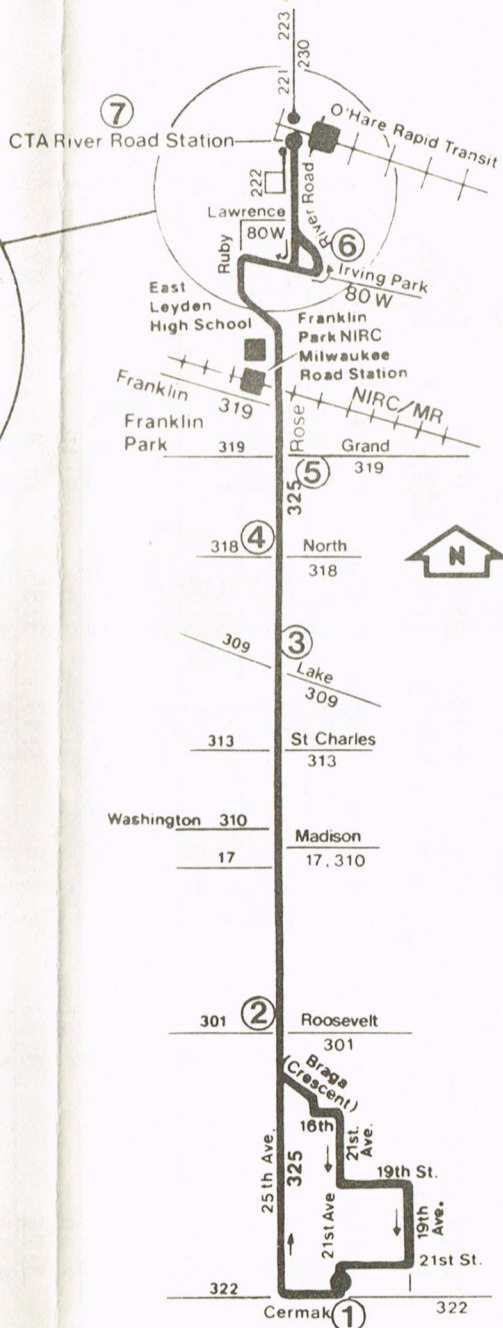 223
221
230
⑦
CTA River Road Station
O'Hare Rapid Transit
222
River Road
Lawrence
80W
⑥
Ruby
Irving Park
80 W
East
Leyden
High School
Franklin
Park NIRC
Milwaukee
Road Station
Franklin
319
NIRC/MR
Franklin
Park
Rose
319
Grand
319
⑤
325
④
318
North
318
N
③
309
Lake
309
313
St Charles
313
Washington 310
Madison
17
17, 310
②
301
Roosevelt
301
Braga
(Crescent)
16th
21st.
Ave.
25th Ave.
325
21st Ave
19th St.
19th
Ave.
21st St.
322
Cermak
①
322